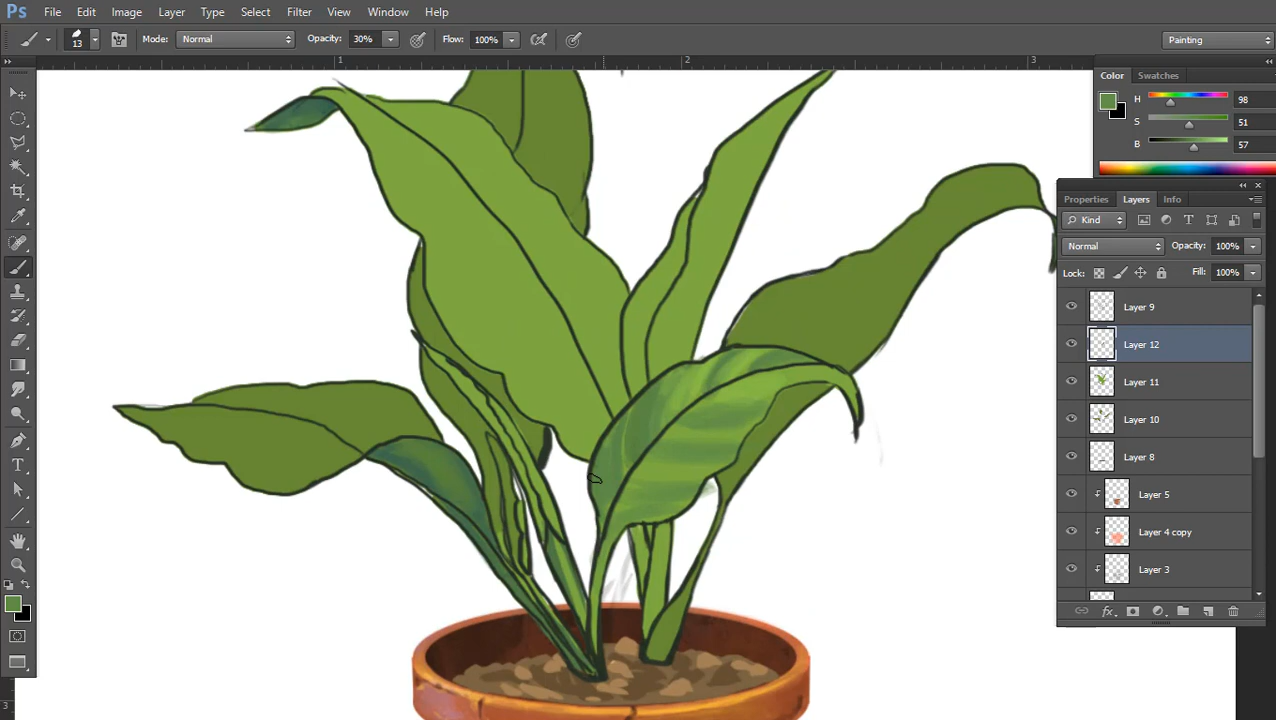 Ps File Edit Image Layer Type Select Filter View Window Help
13 Mode: Normal Opacity: 30% Flow: 100% Painting
1 2 3
Color Swatches
H 98
S 51
B 57
Properties Layers Info
Kind
Normal Opacity: 100%
Lock: Fill: 100%
Layer 9
Layer 12
Layer 11
Layer 10
Layer 8
Layer 5
Layer 4 copy
Layer 3
fx
3